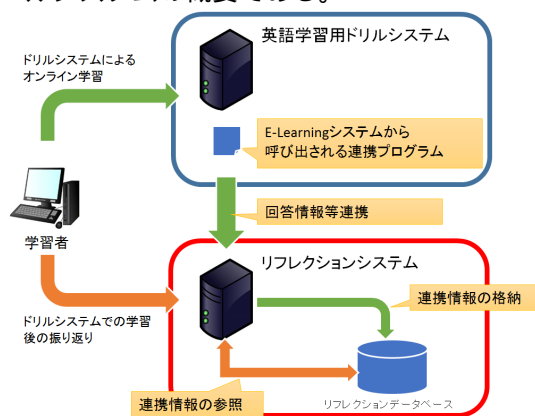 英語学習用ドリルシステム
ドリルシステムによる
オンライン学習
E-Learningシステムから
呼び出される連携プログラム
回答情報等連携
学習者
リフレクションシステム
連携情報の格納
ドリルシステムでの学習
後の振り返り
連携情報の参照
リフレクションデータベース